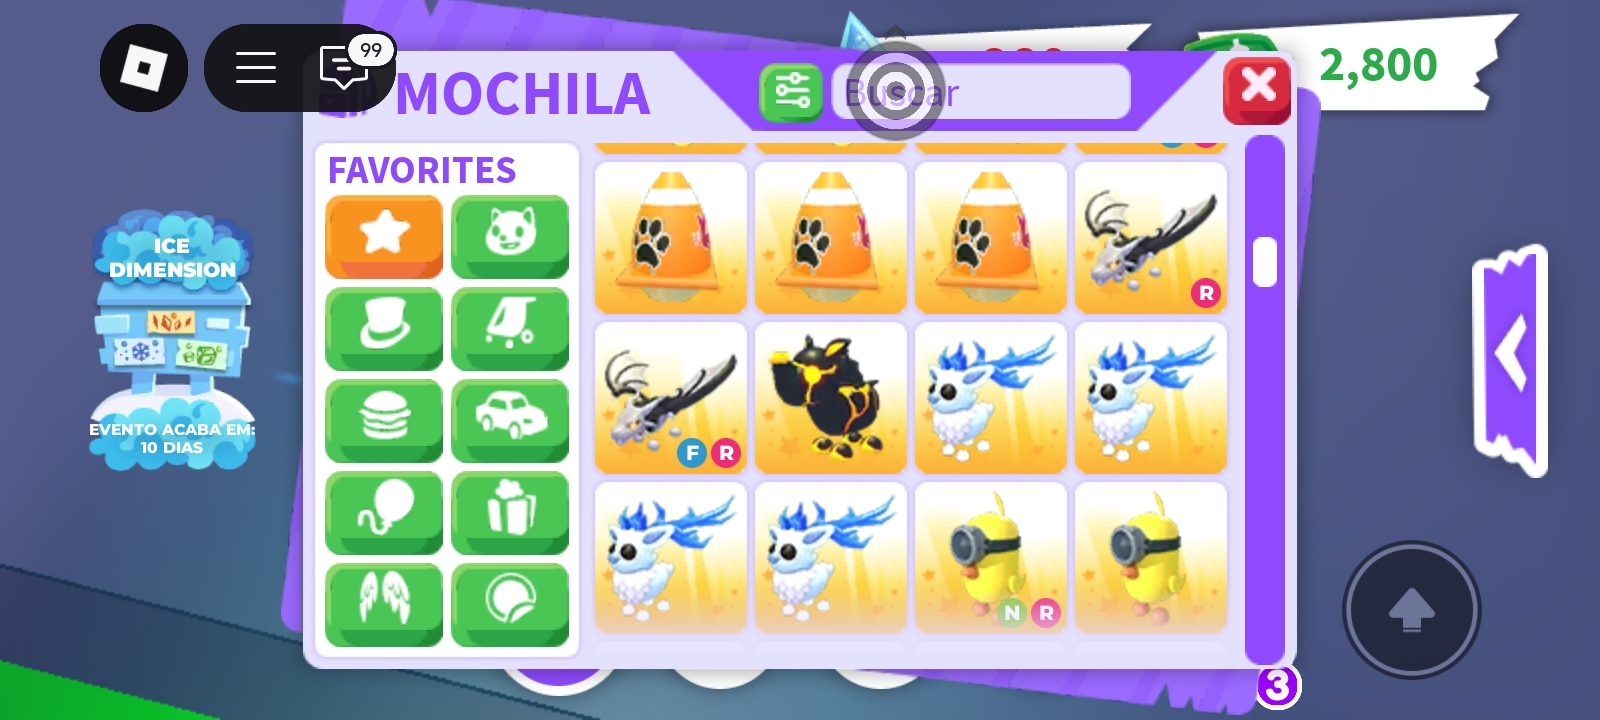 99
MOCHILA
Buscar
2,800
FAVORITES
ICE
DIMENSION
EVENTO ACABA EM:
10 DIAS
R
F R
N R
3